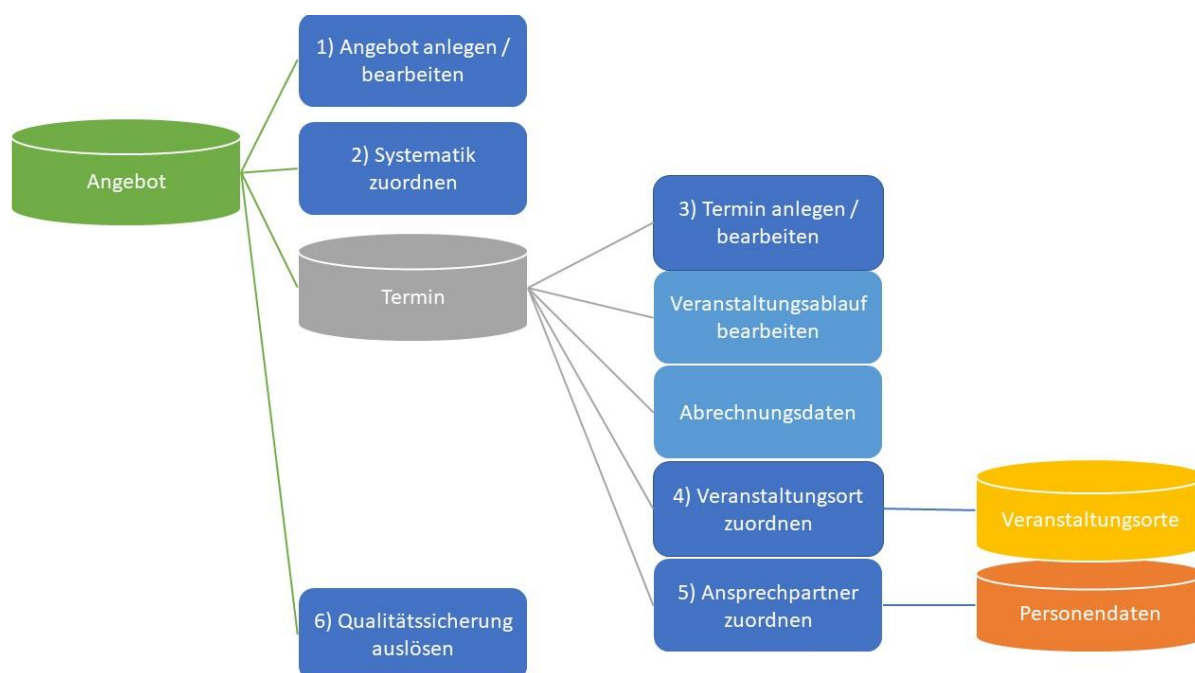 1) Angebot anlegen /
bearbeiten
Angebot
2) Systematik
zuordnen
Termin
3) Termin anlegen /
bearbeiten
Veranstaltungsablauf
bearbeiten
Abrechnungsdaten
4) Veranstaltungsort
zuordnen
Veranstaltungsorte
5) Ansprechpartner
zuordnen
Personendaten
6) Qualitätssicherung
auslösen